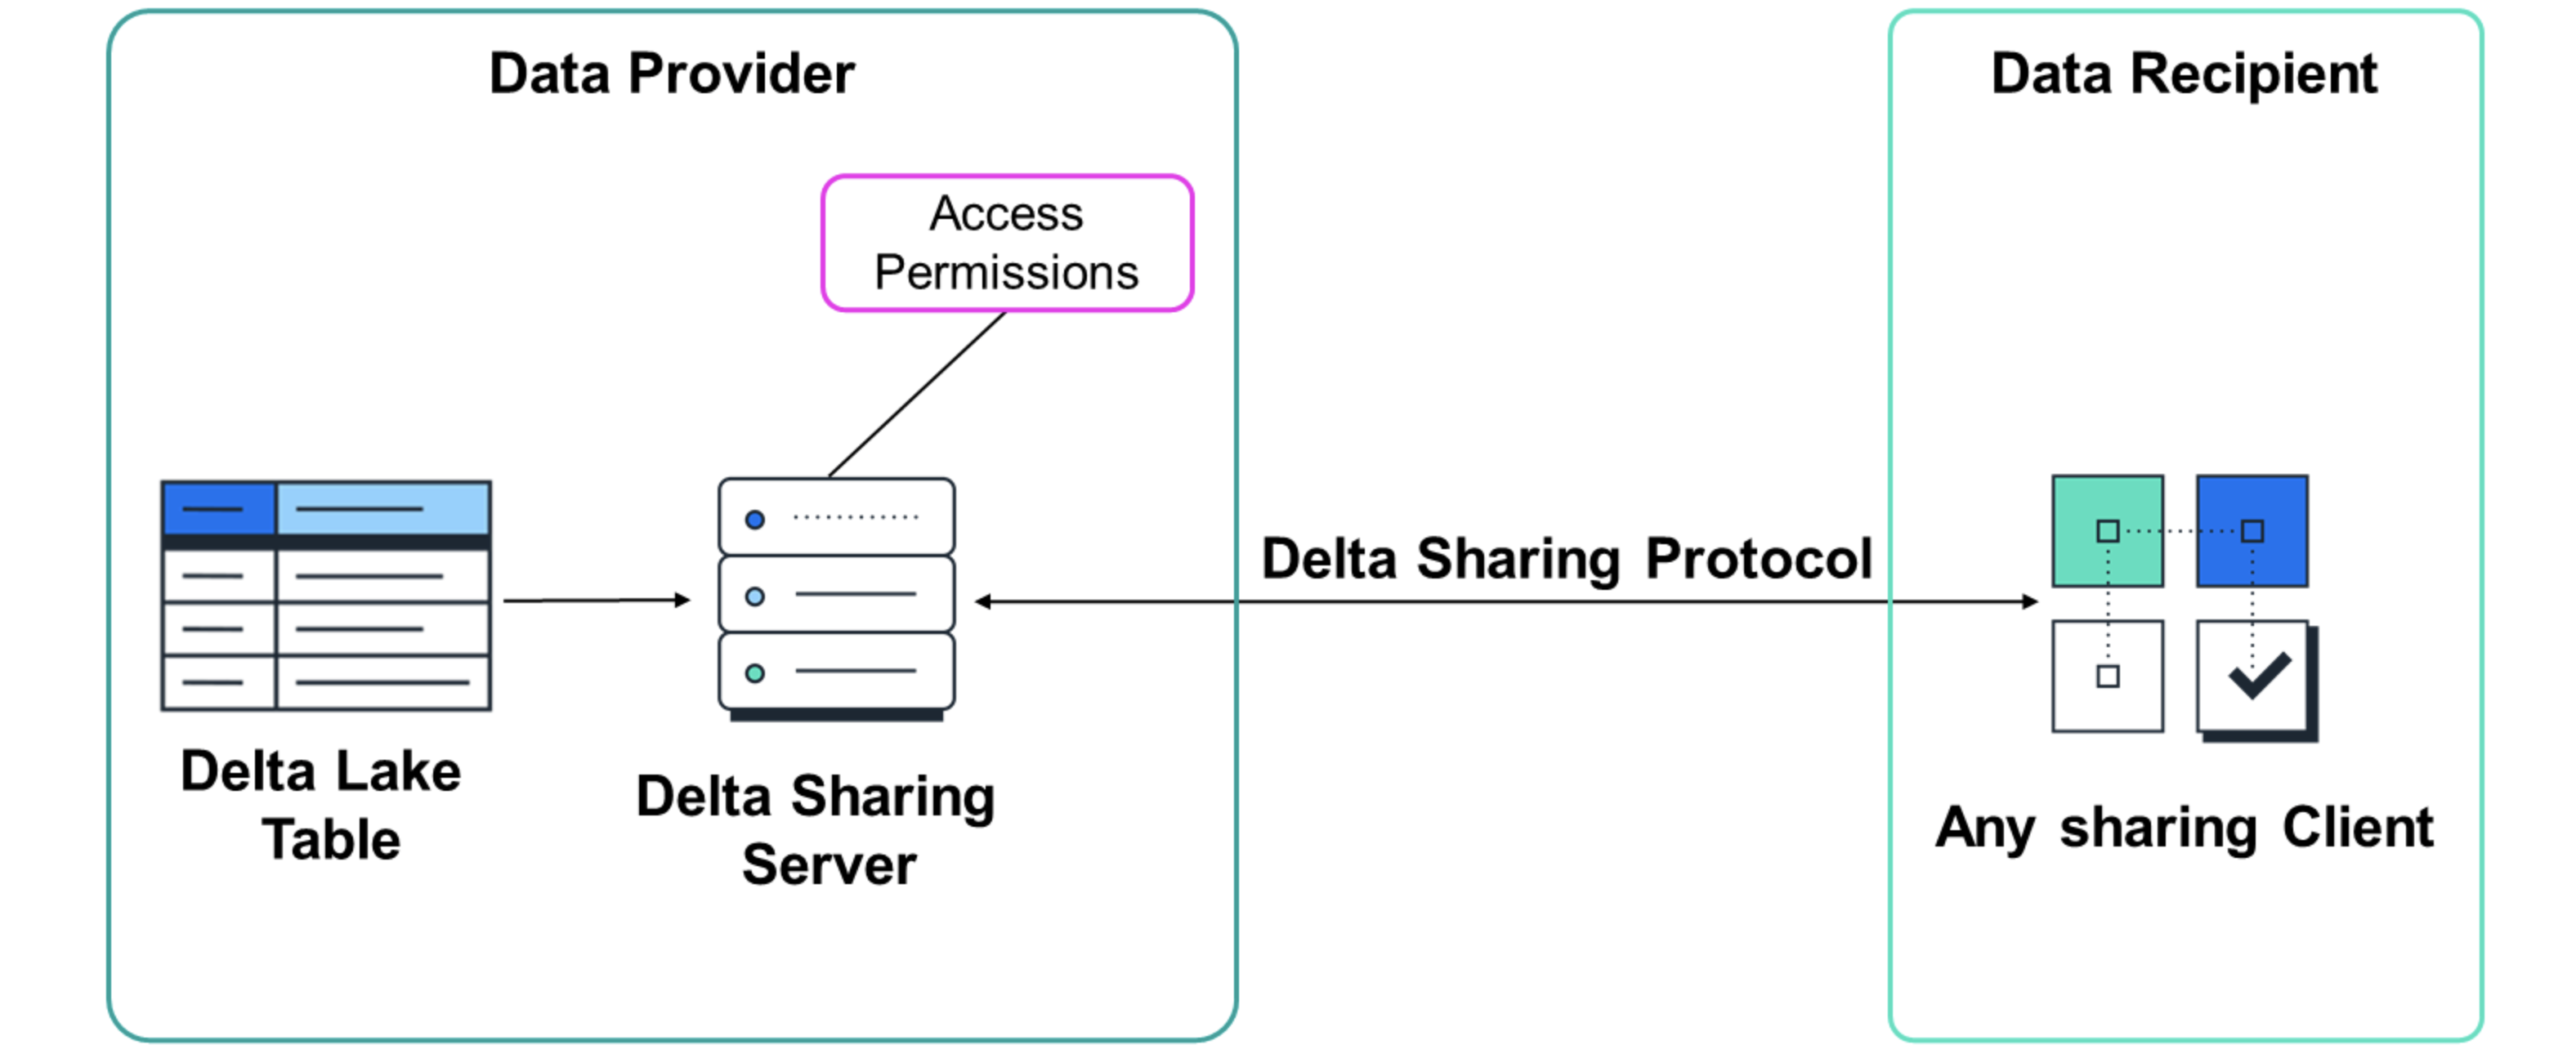 Data Provider
Data Recipient
Access
Permissions
Delta Sharing Protocol
Delta Lake
Table
Delta Sharing
Server
Any sharing Client